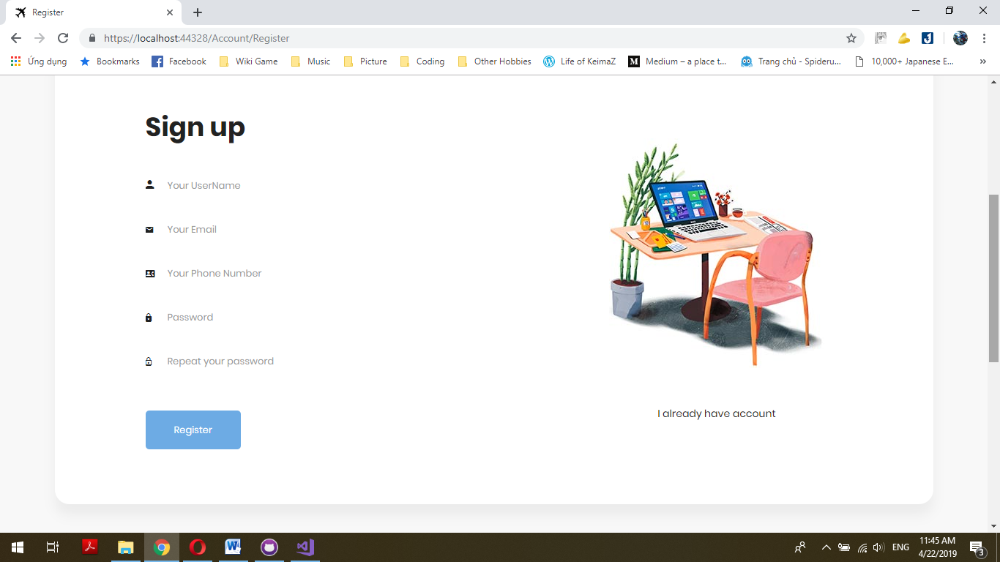 Register
https://localhost:44328/Account/Register
Ứng dụng Bookmarks Facebook Wiki Game Music Picture Coding Other Hobbies Life of KeimaZ Medium – a place t... Trang chủ - Spideru... 10,000+ Japanese E... »
Sign up
Your UserName
Your Email
Your Phone Number
Password
Repeat your password
Register
I already have account
ENG
11:45 AM
4/22/2019
3